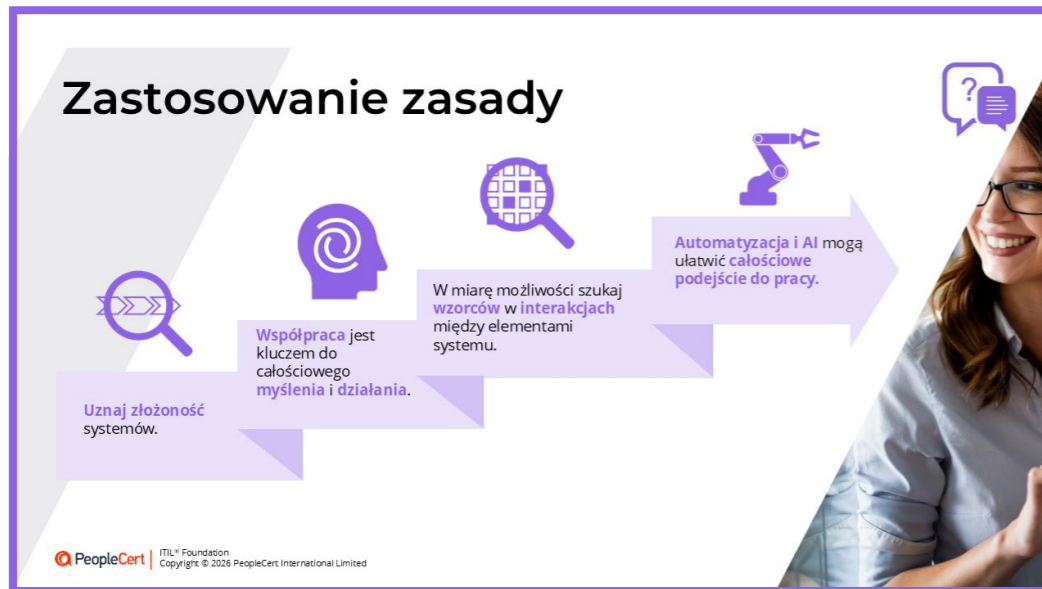 Zastosowanie zasady
?
Uznaj złożoność
systemów.
Współpraca jest
kluczem do
całościowego
myślenia i działania.
W miarę możliwości szukaj
wzorców w interakcjach
między elementami
systemu.
Automatyzacja i AI mogą
ułatwić całościowe
podejście do pracy.
PeopleCert
ITIL® Foundation
Copyright © 2026 PeopleCert International Limited